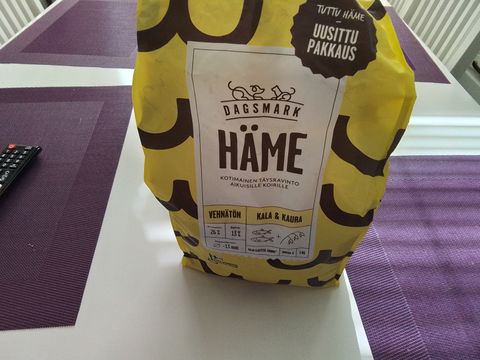 TUTTU HÄME
UUSITTU
PAKKAUS
DAGSMARK
HÄME
KOTIMAINEN TÄYSRAVINTO
AIKUISILLE KOIRILLE
VEHNÄTÖN KALA & KAURA